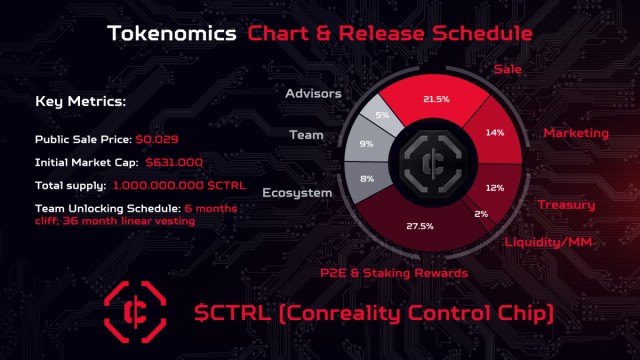 Tokenomics Chart & Release Schedule
Key Metrics:
Public Sale Price: $0.029
Initial Market Cap: $631.000
Total supply: 1.000.000.000 $CTRL
Team Unlocking Schedule: 6 months
cliff; 36 month linear vesting
Sale
21.5%
Marketing
14%
Treasury
12%
Liquidity/MM
2%
P2E & Staking Rewards
27.5%
Ecosystem
8%
Team
9%
Advisors
5%
$CTRL [Conreality Control Chip]